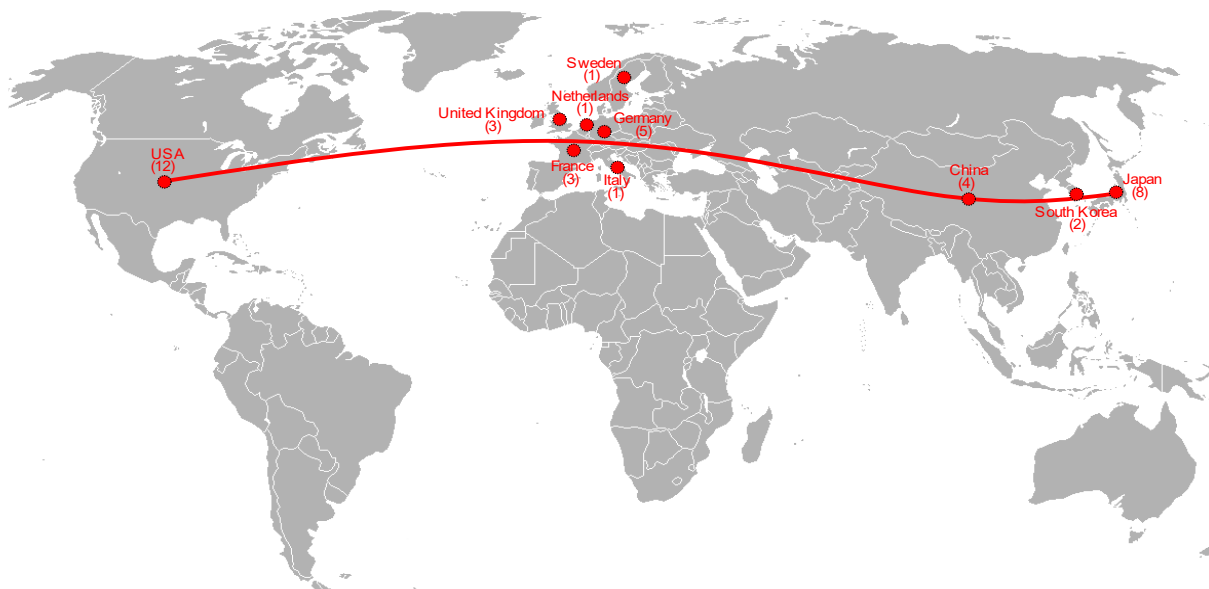 Sweden
(1)
Netherlands
(1)
United Kingdom
(3)
Germany
(5)
USA
(12)
France
(3)
Italy
(1)
China
(4)
Japan
(8)
South Korea
(2)